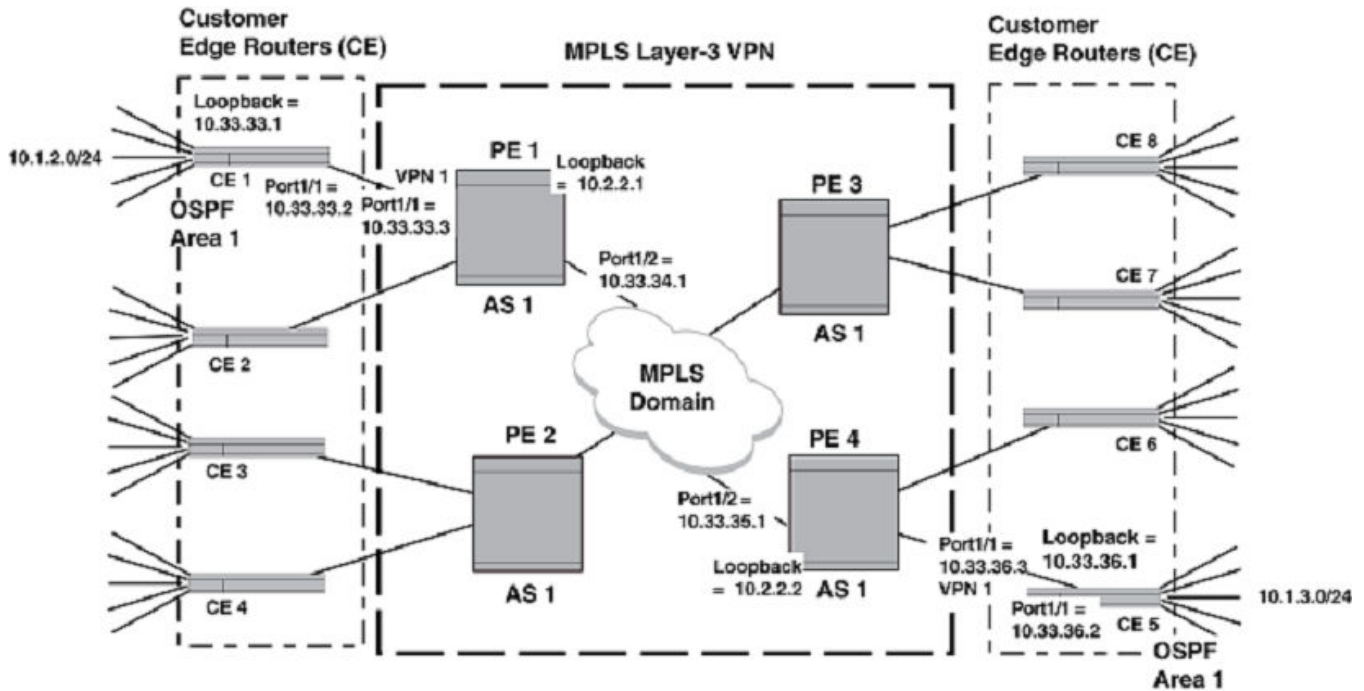 Customer
Edge Routers (CE)
MPLS Layer-3 VPN
Customer
Edge Routers (CE)
Loopback =
10.33.33.1
10.1.2.0/24
CE 1
Port1/1 =
10.33.33.2
OSPF
Area 1
VPN 1
Port1/1 =
10.33.33.3
PE 1
Loopback
= 10.2.2.1
Port1/2 =
10.33.34.1
AS 1
PE 3
AS 1
CE 8
CE 7
CE 2
MPLS
Domain
CE 3
CE 4
PE 2
AS 1
PE 4
Port1/2 =
10.33.35.1
Loopback
= 10.2.2.2
AS 1
CE 6
Port1/1 =
10.33.36.3
VPN 1
Loopback =
10.33.36.1
Port1/1 =
10.33.36.2
CE 5
10.1.3.0/24
OSPF
Area 1